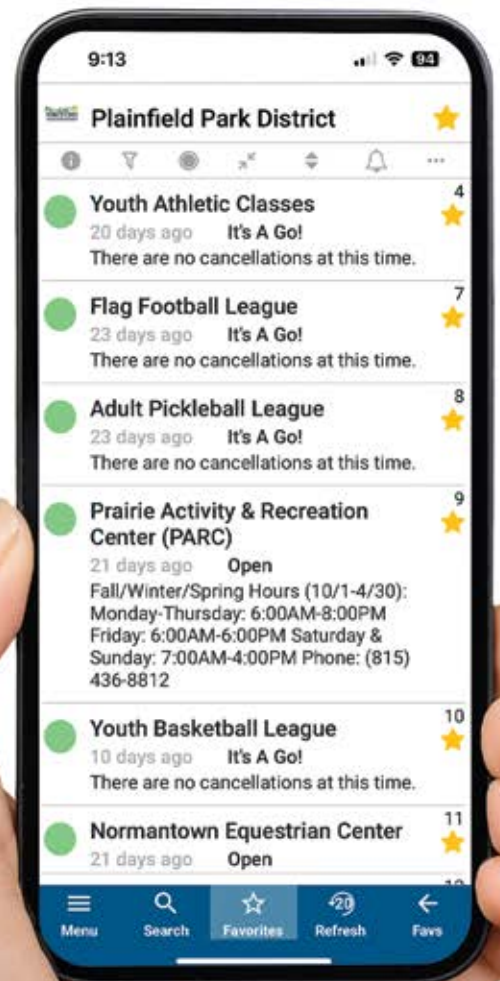 9:13
94
Plainfield Park District
4
Youth Athletic Classes
20 days ago It's A Go!
There are no cancellations at this time.
7
Flag Football League
23 days ago It's A Go!
There are no cancellations at this time.
8
Adult Pickleball League
23 days ago It's A Go!
There are no cancellations at this time.
9
Prairie Activity & Recreation
Center (PARC)
21 days ago Open
Fall/Winter/Spring Hours (10/1-4/30):
Monday-Thursday: 6:00AM-8:00PM
Friday: 6:00AM-6:00PM Saturday &
Sunday: 7:00AM-4:00PM Phone: (815)
436-8812
10
Youth Basketball League
10 days ago It's A Go!
There are no cancellations at this time.
11
Normantown Equestrian Center
21 days ago Open
20
Menu Search Favorites Refresh Favs